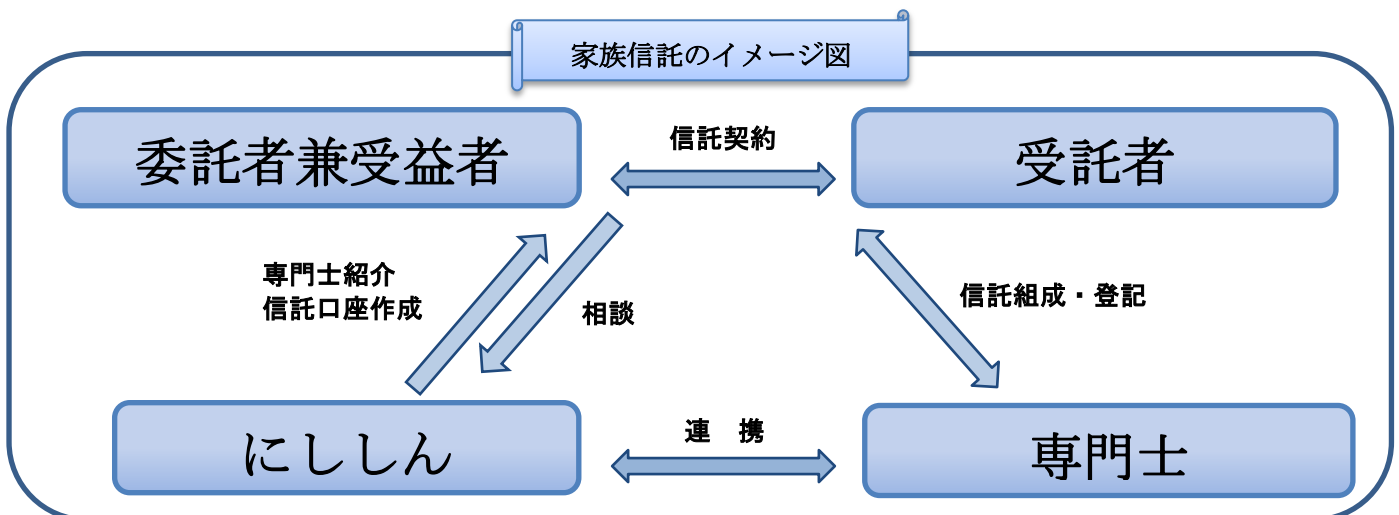 家族信託のイメージ図
委託者兼受益者
信託契約
受託者
専門士紹介
信託口座作成
相談
信託組成・登記
にししん
連　携
専門士